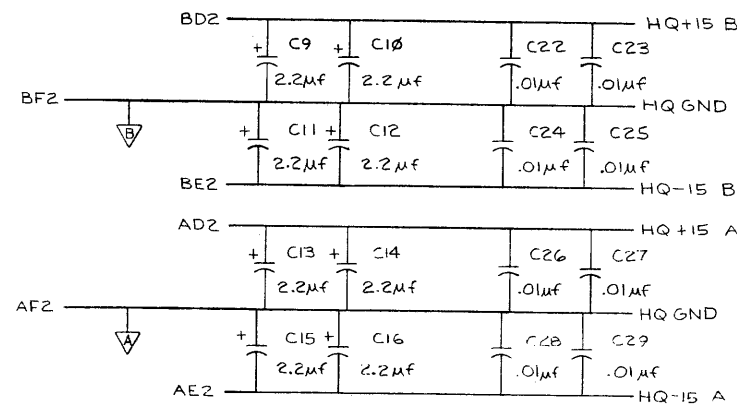 BD2 HQ+15 B
+ C9 + C1Ø C22 C23
2.2µf 2.2µf .01µf .01µf
BF2 HQ GND
B
+ C11 + C12 C24 C25
2.2µf 2.2µf .01µf .01µf
BE2 HQ-15 B
AD2 HQ+15 A
+ C13 + C14 C26 C27
2.2µf 2.2µf .01µf .01µf
AF2 HQ GND
A
+ C15 + C16 C28 C29
2.2µf 2.2µf .01µf .01µf
AE2 HQ-15 A